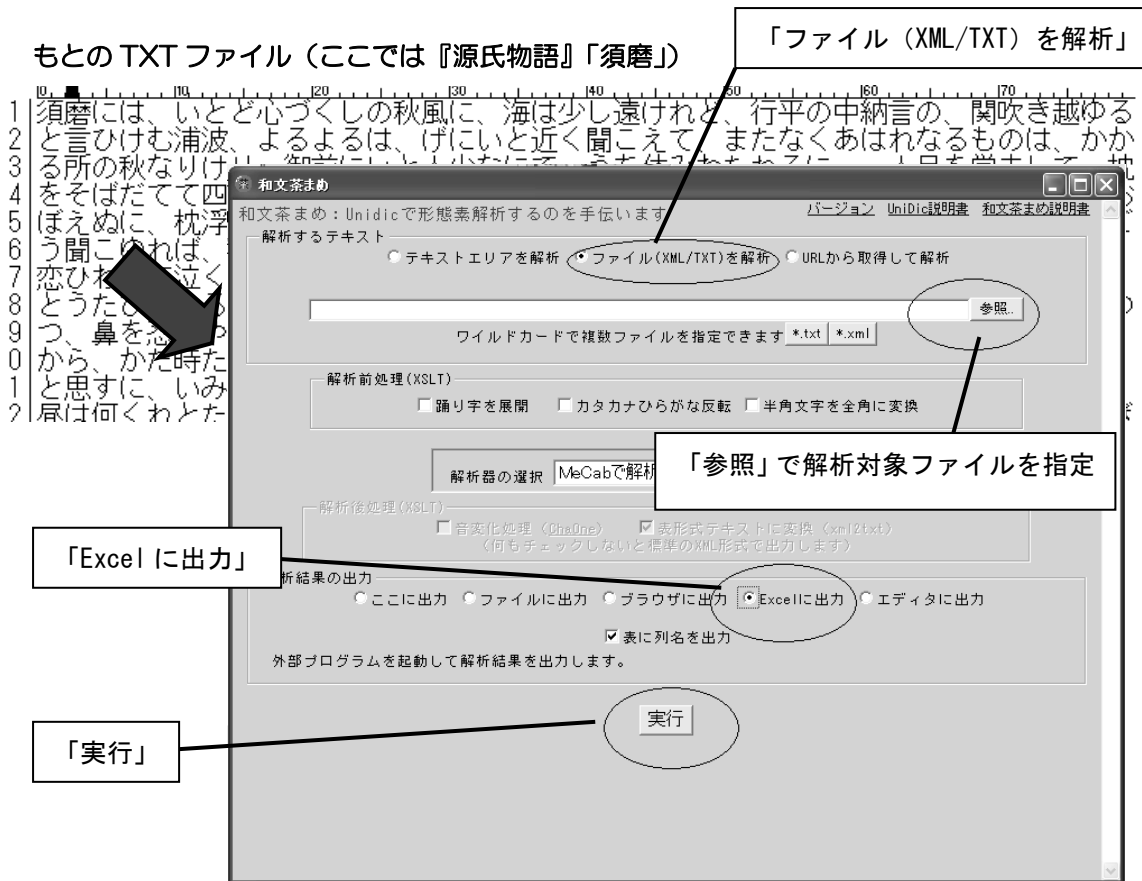 「ファイル（XML/TXT）を解析」
もとの TXT ファイル（ここでは『源氏物語』「須磨」）
|0 |10 |20 |30 |40 |50 |60 |70
1 須磨には、いとど心づくしの秋風に、海は少し遠けれど、行平の中納言の、関吹き越ゆる
2 と言ひけむ浦波、よるよるは、げにいと近く聞こえて、またなくあはれなるものは、かか
3 る所の秋なりけり。
4 をそばだてて四
5 ぼえぬに、枕浮
6 う聞こゆれば、
7 恋ひわ 泣く
8 とうたひ
9 つ、鼻を忍
0 から、かた時た
1 と思すに、いみ
2 昼は何くれとた
和文茶まめ
和文茶まめ：Unidicで形態素解析するのを手伝います
バージョン UniDic説明書 和文茶まめ説明書
解析するテキスト
テキストエリアを解析 ファイル(XML/TXT)を解析 URLから取得して解析
参照..
ワイルドカードで複数ファイルを指定できます *.txt *.xml
解析前処理(XSLT)
踊り字を展開 カタカナひらがな反転 半角文字を全角に変換
「参照」で解析対象ファイルを指定
解析器の選択 MeCabで解析
解析後処理(XSLT)
音変化処理（ChaOne） 表形式テキストに変換（xml2txt）
（何もチェックしないと標準のXML形式で出力します）
「Excel に出力」
析結果の出力
ここに出力 ファイルに出力 ブラウザに出力 Excelに出力 エディタに出力
表に列名を出力
外部プログラムを起動して解析結果を出力します。
実行
「実行」